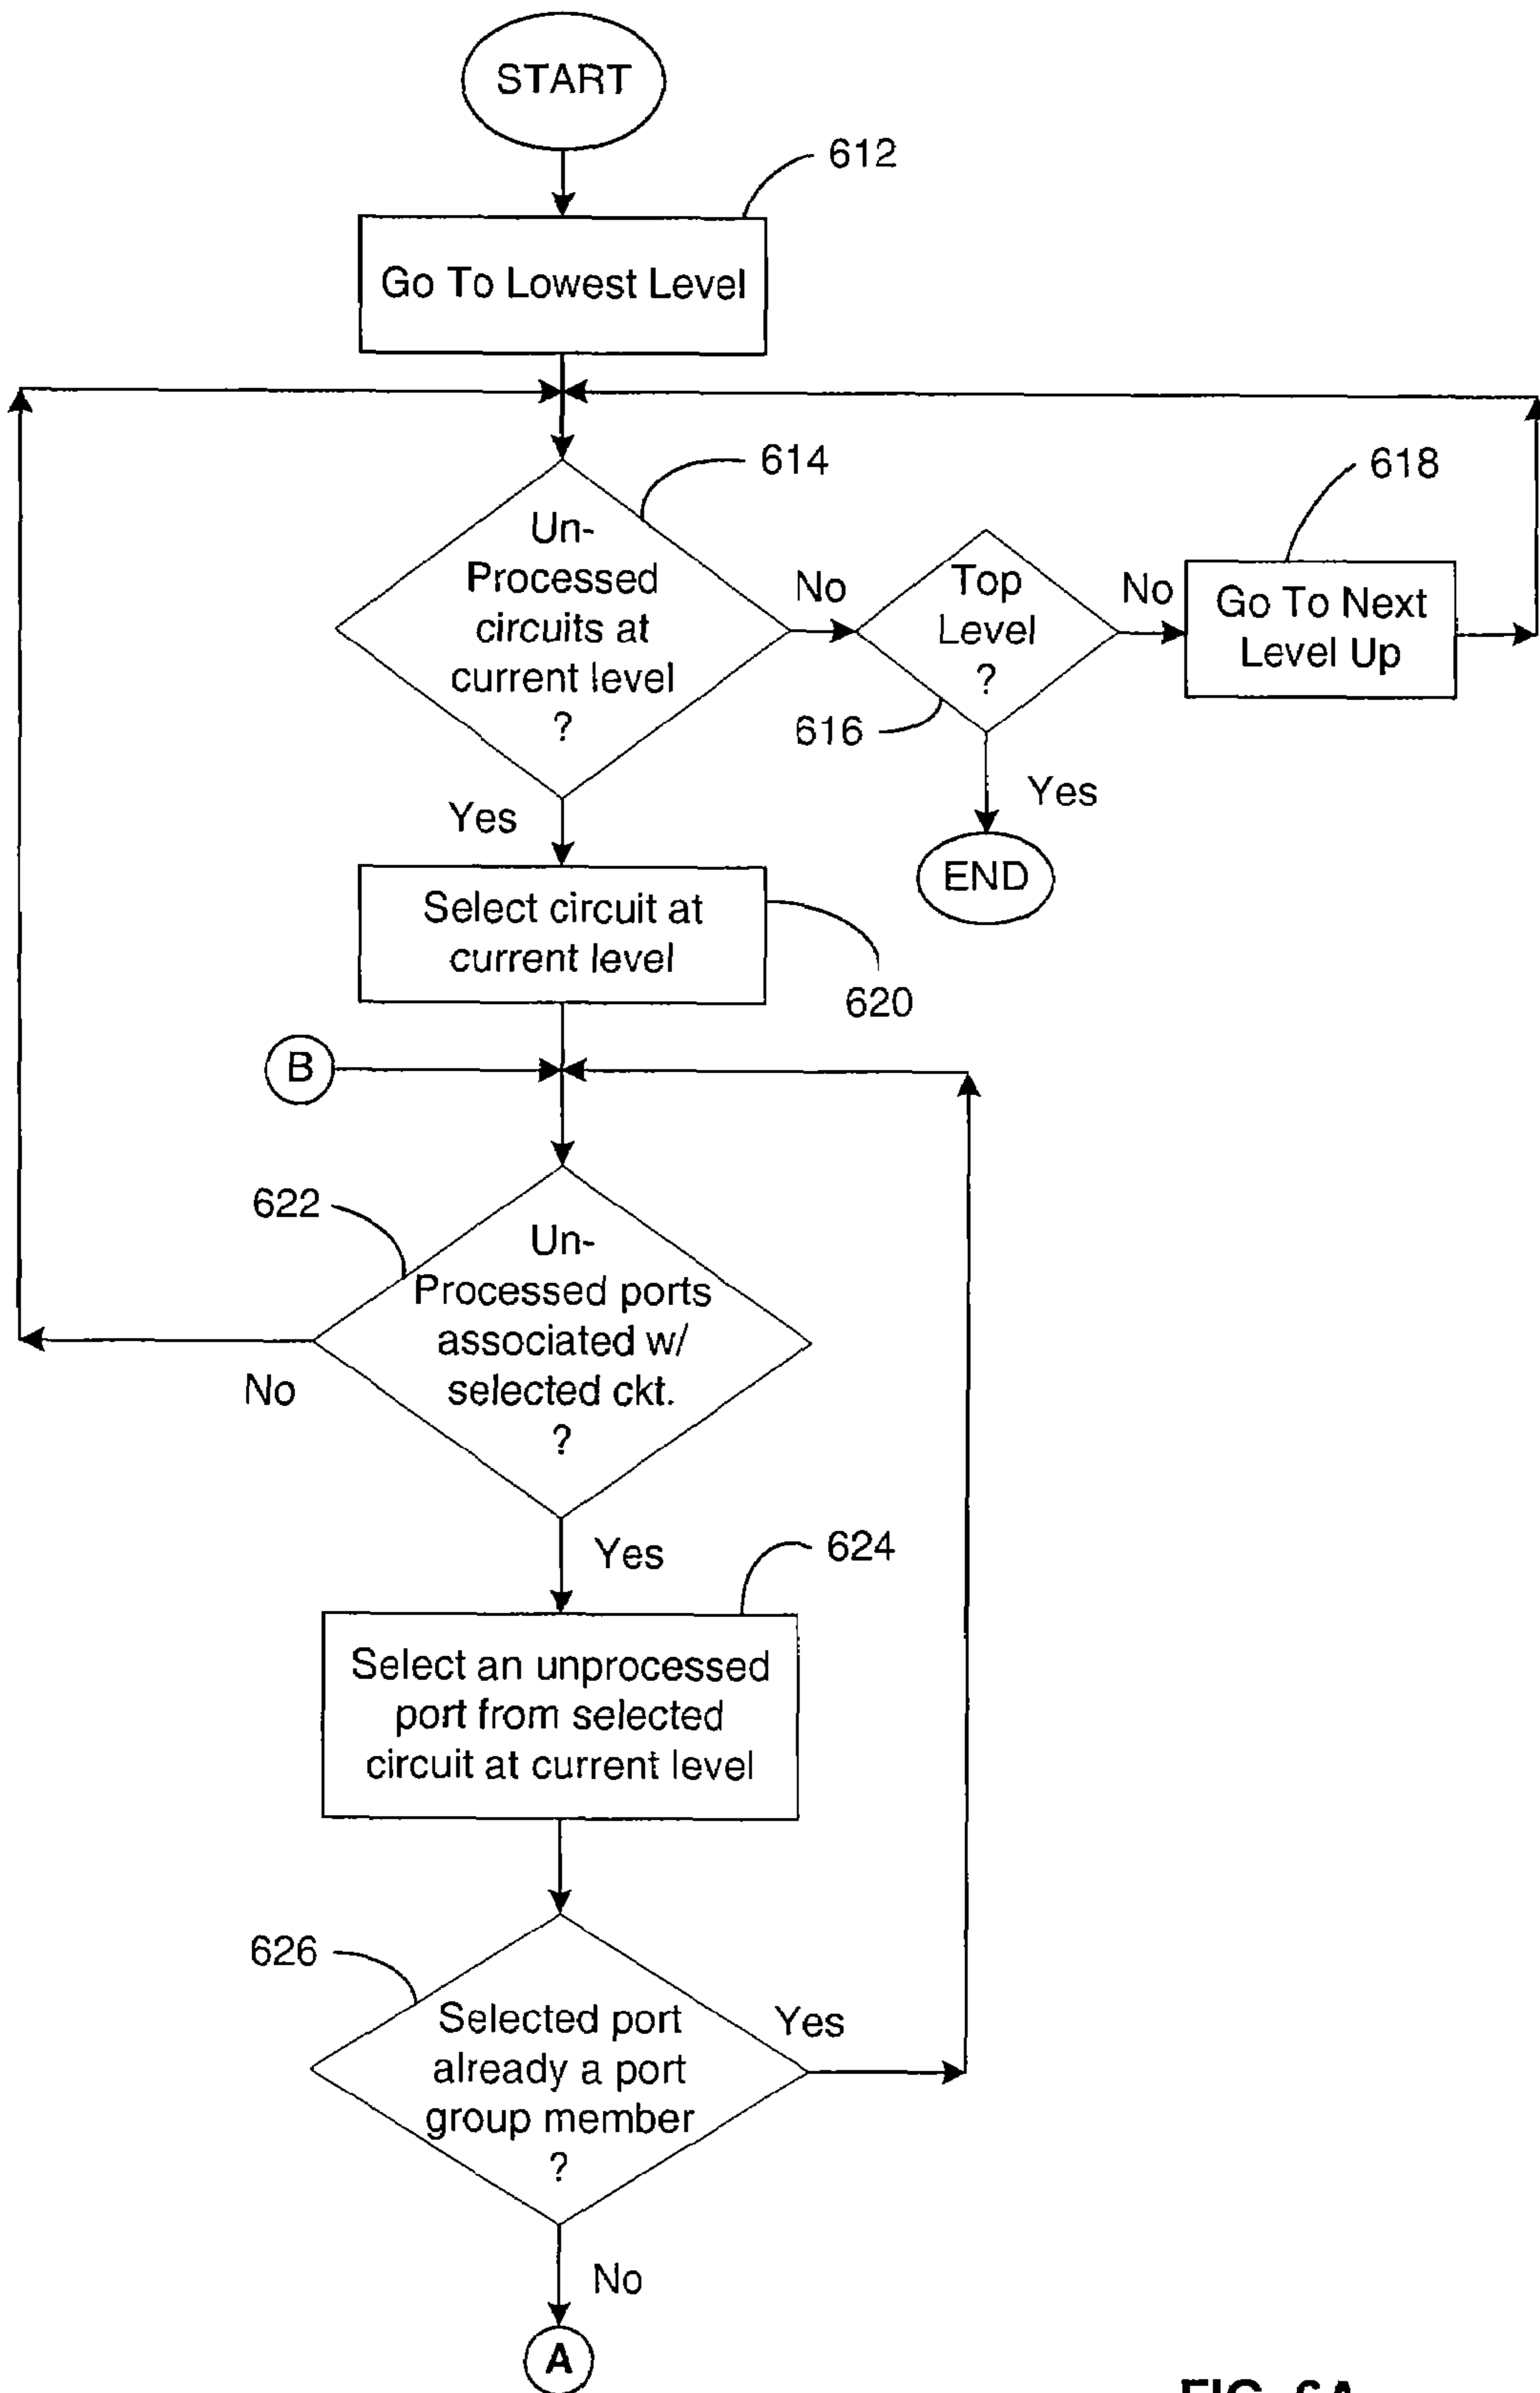 START
612
Go To Lowest Level
614
618
Un-
Processed
circuits at
current level
?
No
Top
Level
?
No
Go To Next
Level Up
616
Yes
Yes
END
Select circuit at
current level
620
B
622
Un-
Processed ports
associated w/
selected ckt.
?
No
Yes
624
Select an unprocessed
port from selected
circuit at current level
626
Selected port
already a port
group member
?
Yes
No
A
FIG. 6A